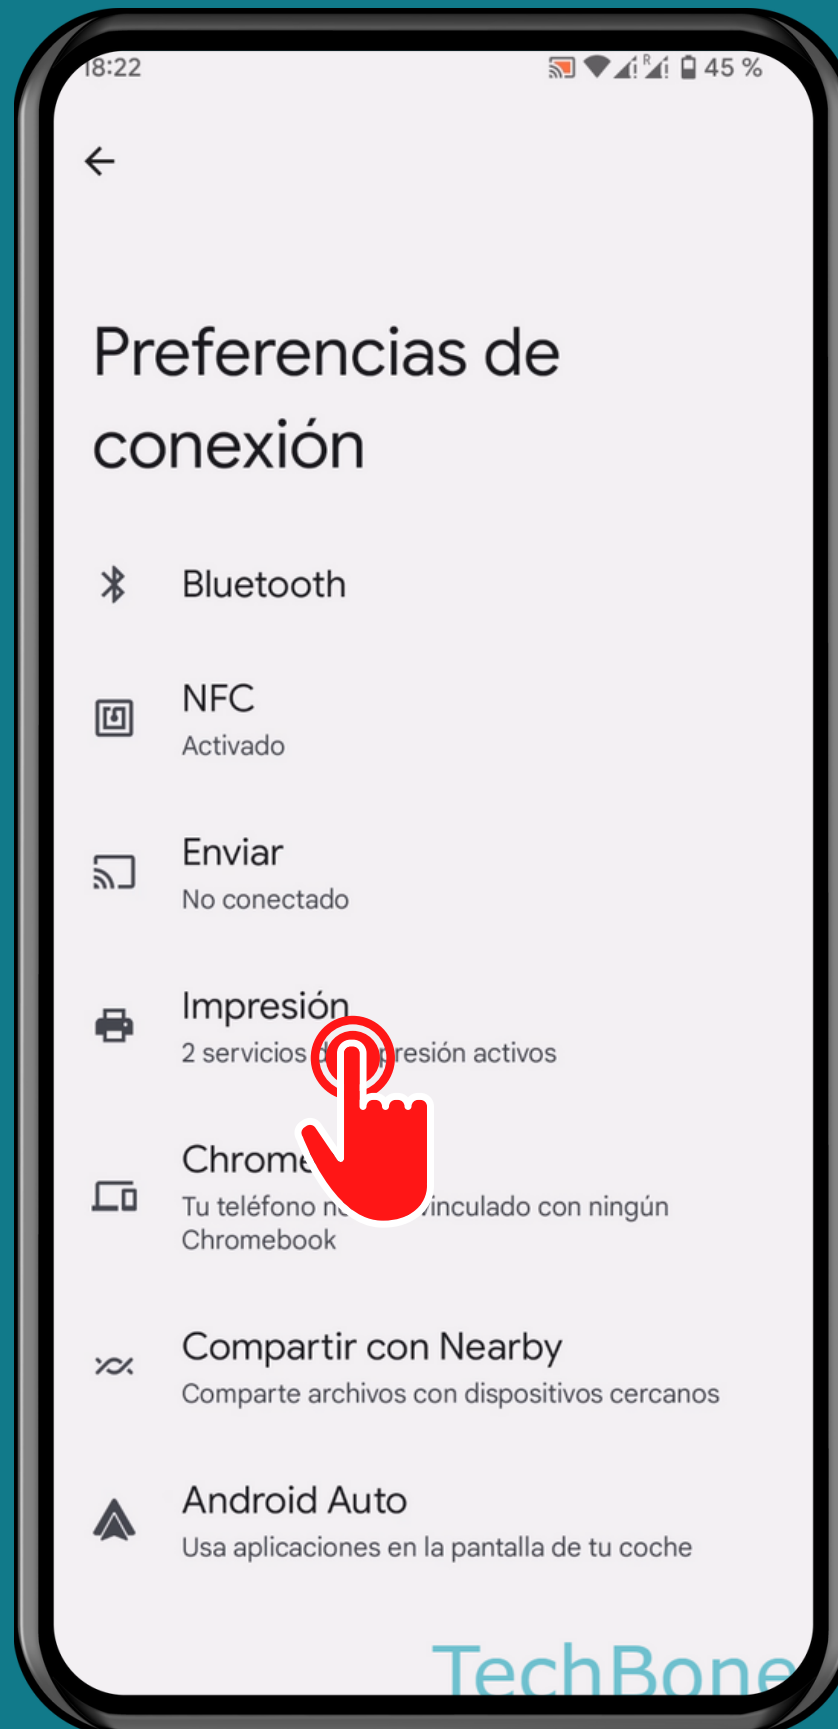 18:22
R
45 %
Preferencias de
conexión
Bluetooth
NFC
Activado
Enviar
No conectado
Impresión
2 servicios presión activos
Chrome
Tu teléfono vinculado con ningún
Chromebook
Compartir con Nearby
Comparte archivos con dispositivos cercanos
Android Auto
Usa aplicaciones en la pantalla de tu coche
TechBone